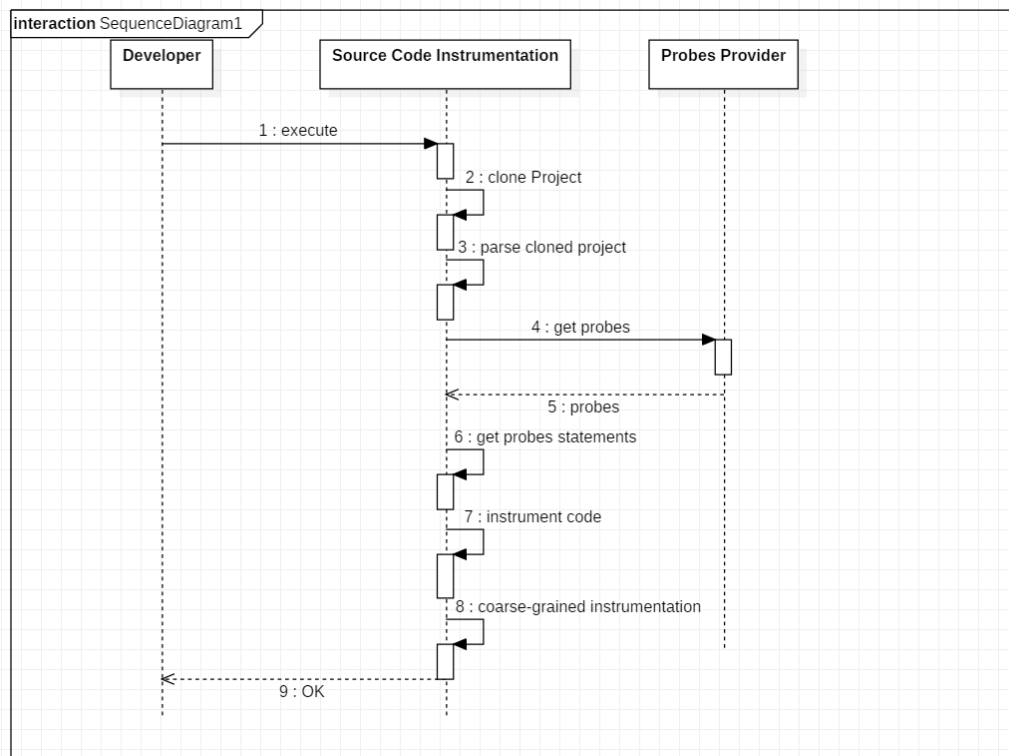 interaction SequenceDiagram1
Developer
Source Code Instrumentation
Probes Provider
1 : execute
2 : clone Project
3 : parse cloned project
4 : get probes
5 : probes
6 : get probes statements
7 : instrument code
8 : coarse-grained instrumentation
9 : OK